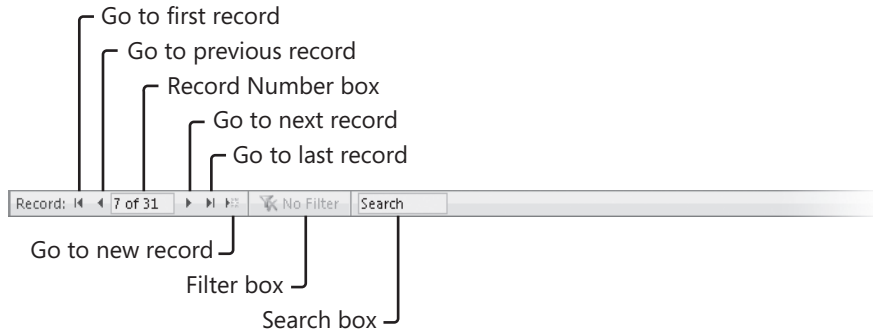 Go to first record
Go to previous record
Record Number box
Go to next record
Go to last record
Record: 7 of 31 No Filter Search
Go to new record
Filter box
Search box